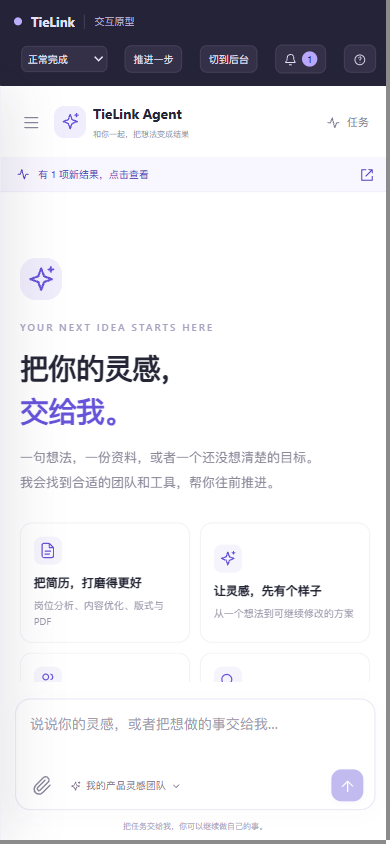 TieLink 交互原型
正常完成 推进一步 切到后台 1
TieLink Agent
和你一起，把想法变成结果
任务
有 1 项新结果，点击查看
YOUR NEXT IDEA STARTS HERE
把你的灵感，
交给我。
一句想法，一份资料，或者一个还没想清楚的目标。
我会找到合适的团队和工具，帮你往前推进。
把简历，打磨得更好
岗位分析、内容优化、版式与
PDF
让灵感，先有个样子
从一个想法到可继续修改的方案
说说你的灵感，或者把想做的事交给我...
我的产品灵感团队
把任务交给我，你可以继续做自己的事。